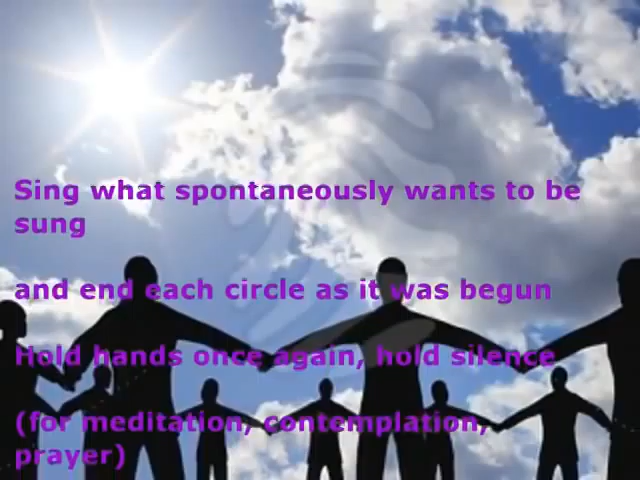 Sing what spontaneously wants to be
sung
and end each circle as it was begun
Hold hands once again, hold silence
(for meditation, contemplation,
prayer)